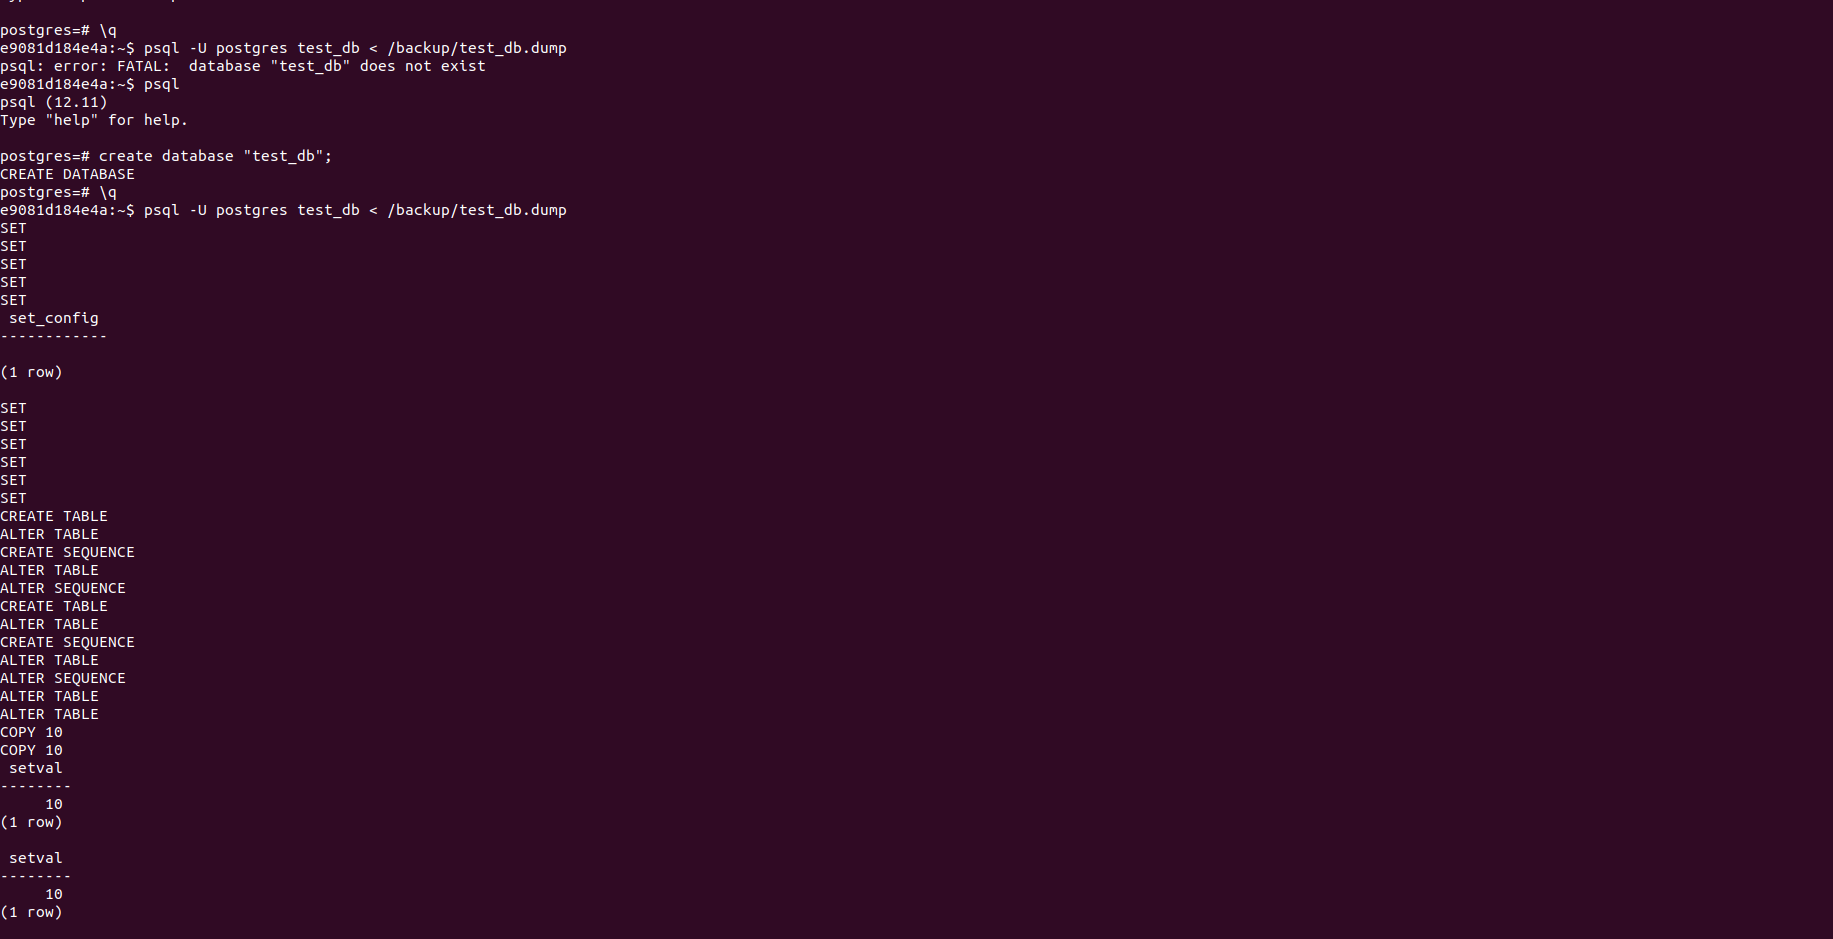 postgres=# \q
e9081d184e4a:~$ psql -U postgres test_db < /backup/test_db.dump
psql: error: FATAL:  database "test_db" does not exist
e9081d184e4a:~$ psql
psql (12.11)
Type "help" for help.
postgres=# create database "test_db";
CREATE DATABASE
postgres=# \q
e9081d184e4a:~$ psql -U postgres test_db < /backup/test_db.dump
SET
SET
SET
SET
SET
 set_config
------------
(1 row)
SET
SET
SET
SET
SET
SET
CREATE TABLE
ALTER TABLE
CREATE SEQUENCE
ALTER TABLE
ALTER SEQUENCE
CREATE TABLE
ALTER TABLE
CREATE SEQUENCE
ALTER TABLE
ALTER SEQUENCE
ALTER TABLE
ALTER TABLE
COPY 10
COPY 10
 setval
--------
     10
(1 row)
 setval
--------
     10
(1 row)